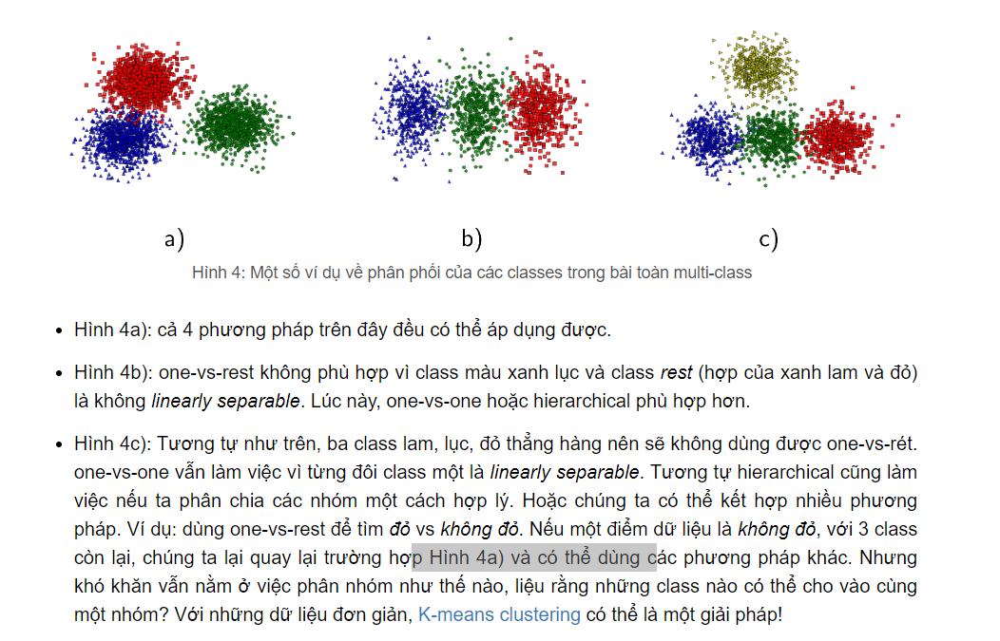 a)
b)
c)
Hình 4: Một số ví dụ về phân phối của các classes trong bài toán multi-class
• Hình 4a): cả 4 phương pháp trên đây đều có thể áp dụng được.
• Hình 4b): one-vs-rest không phù hợp vì class màu xanh lục và class rest (hợp của xanh lam và đỏ)
là không linearly separable. Lúc này, one-vs-one hoặc hierarchical phù hợp hơn.
• Hình 4c): Tương tự như trên, ba class lam, lục, đỏ thẳng hàng nên sẽ không dùng được one-vs-rét.
one-vs-one vẫn làm việc vì từng đôi class một là linearly separable. Tương tự hierarchical cũng làm
việc nếu ta phân chia các nhóm một cách hợp lý. Hoặc chúng ta có thể kết hợp nhiều phương
pháp. Ví dụ: dùng one-vs-rest để tìm đỏ vs không đỏ. Nếu một điểm dữ liệu là không đỏ, với 3 class
còn lại, chúng ta lại quay lại trường hợp Hình 4a) và có thể dùng các phương pháp khác. Nhưng
khó khăn vẫn nằm ở việc phân nhóm như thế nào, liệu rằng những class nào có thể cho vào cùng
một nhóm? Với những dữ liệu đơn giản, K-means clustering có thể là một giải pháp!